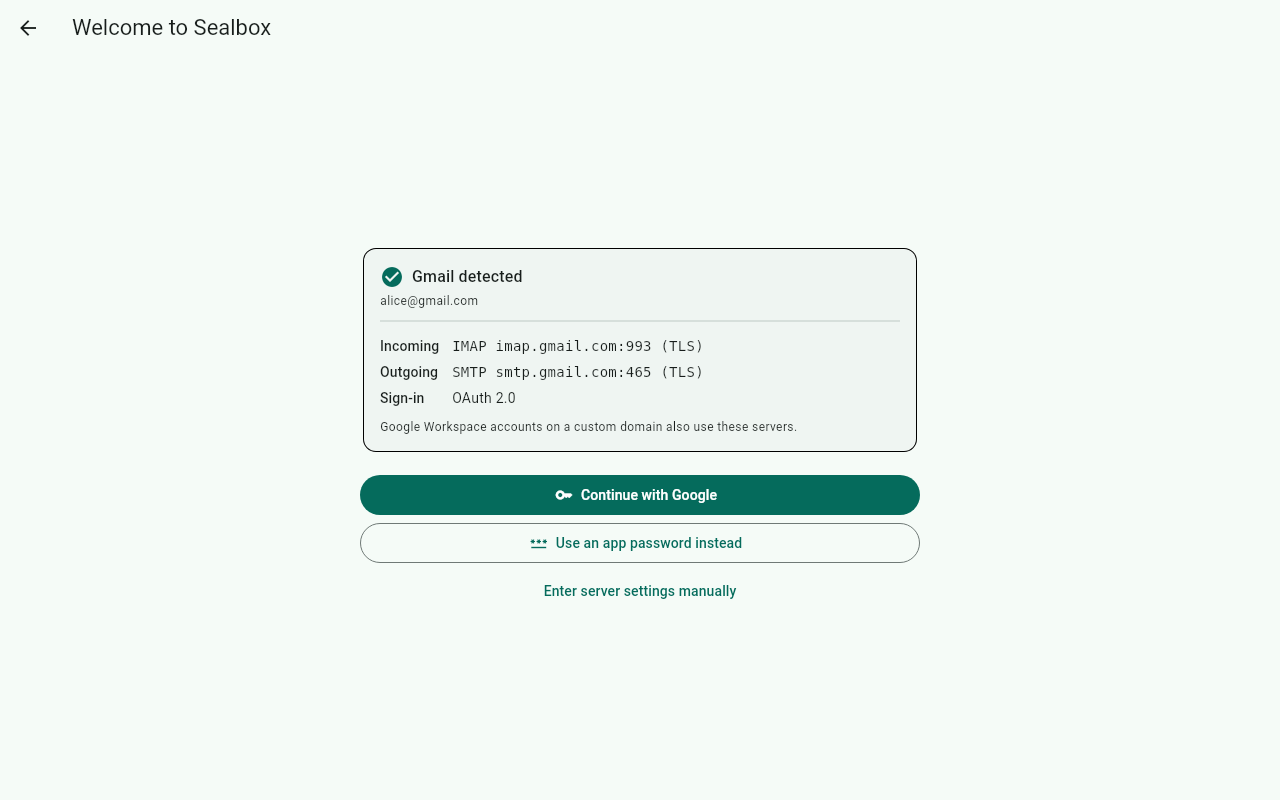 Welcome to Sealbox
Gmail detected
alice@gmail.com
Incoming IMAP imap.gmail.com:993 (TLS)
Outgoing SMTP smtp.gmail.com:465 (TLS)
Sign-in OAuth 2.0
Google Workspace accounts on a custom domain also use these servers.
Continue with Google
Use an app password instead
Enter server settings manually